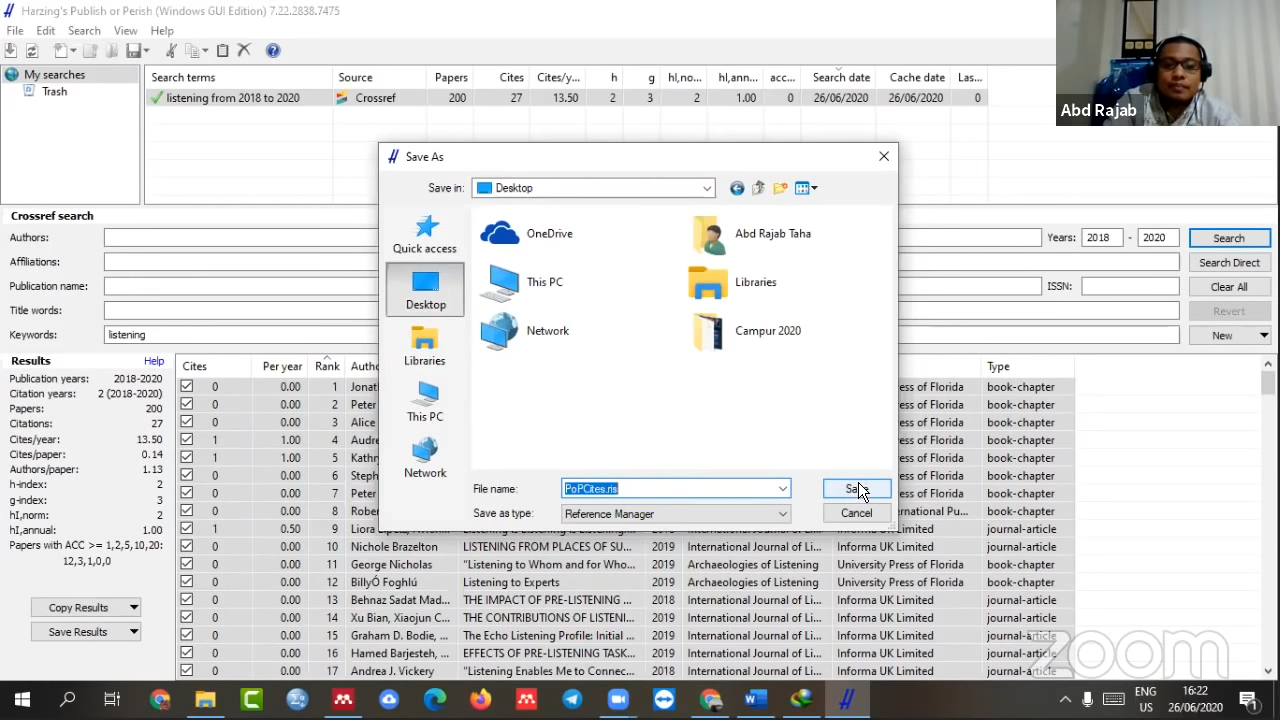 Harzing's Publish or Perish (Windows GUI Edition) 7.22.2838.7475
File Edit Search View Help
My searches
Trash
Search terms Source Papers Cites Cites/y... h g hI,no... hI,ann... acc... Search date Cache date Las...
listening from 2018 to 2020 Crossref 200 27 13.50 2 3 2 1.00 0 26/06/2020 26/06/2020 0
Abd Rajab
Save As
Save in: Desktop
Quick access
Desktop
Libraries
This PC
Network
OneDrive Abd Rajab Taha
This PC Libraries
Network Campur 2020
File name: PoPCites.ris
Save as type: Reference Manager Cancel
Crossref search
Authors: Years: 2018 - 2020 Search
Affiliations: Search Direct
Publication name: ISSN: Clear All
Title words: Revert
Keywords: listening New
Results Help
Publication years: 2018-2020
Citation years: 2 (2018-2020)
Papers: 200
Citations: 27
Cites/year: 13.50
Cites/paper: 0.14
Authors/paper: 1.13
h-index: 2
g-index: 3
hI,norm: 2
hI,annual: 1.00
Papers with ACC >= 1,2,5,10,20:
12,3,1,0,0
Copy Results
Save Results
Cites Per year Rank Type
0 0.00 1 ess of Florida book-chapter
0 0.00 2 Peter ess of Florida book-chapter
0 0.00 3 Alice ess of Florida book-chapter
1 1.00 4 ess of Florida book-chapter
1 1.00 5 ess of Florida book-chapter
0 0.00 6 ess of Florida book-chapter
0 0.00 7 Peter ess of Florida book-chapter
0 0.00 8 ernational Pu... book-chapter
1 0.50 9 2019 Informa UK Limited journal-article
0 0.00 10 Nichole Brazelton LISTENING FROM PLACES OF SU... 2019 International Journal of Li... Informa UK Limited journal-article
0 0.00 11 George Nicholas "Listening to Whom and for Who... 2019 Archaeologies of Listening University Press of Florida book-chapter
0 0.00 12 BillyÓ Foghlú Listening to Experts 2019 Archaeologies of Listening University Press of Florida book-chapter
0 0.00 13 Behnaz Sadat Mad... THE IMPACT OF PRE-LISTENING ... 2018 International Journal of Li... Informa UK Limited journal-article
0 0.00 14 Xu Bian, Xiaojun C... THE CONTRIBUTIONS OF LISTENI... 2019 International Journal of Li... Informa UK Limited journal-article
0 0.00 15 Graham D. Bodie, ... The Echo Listening Profile: Initial ... 2019 International Journal of Li... Informa UK Limited journal-article
0 0.00 16 Hamed Barjesteh, ... EFFECTS OF PRE-LISTENING TASK... 2019 International Journal of Li... Informa UK Limited journal-article
0 0.00 17 Andrea J. Vickery "Listening Enables Me to Connec... 2018 International Journal of Li... Informa UK Limited journal-article
zoom
ENG
US
16:22
26/06/2020
1